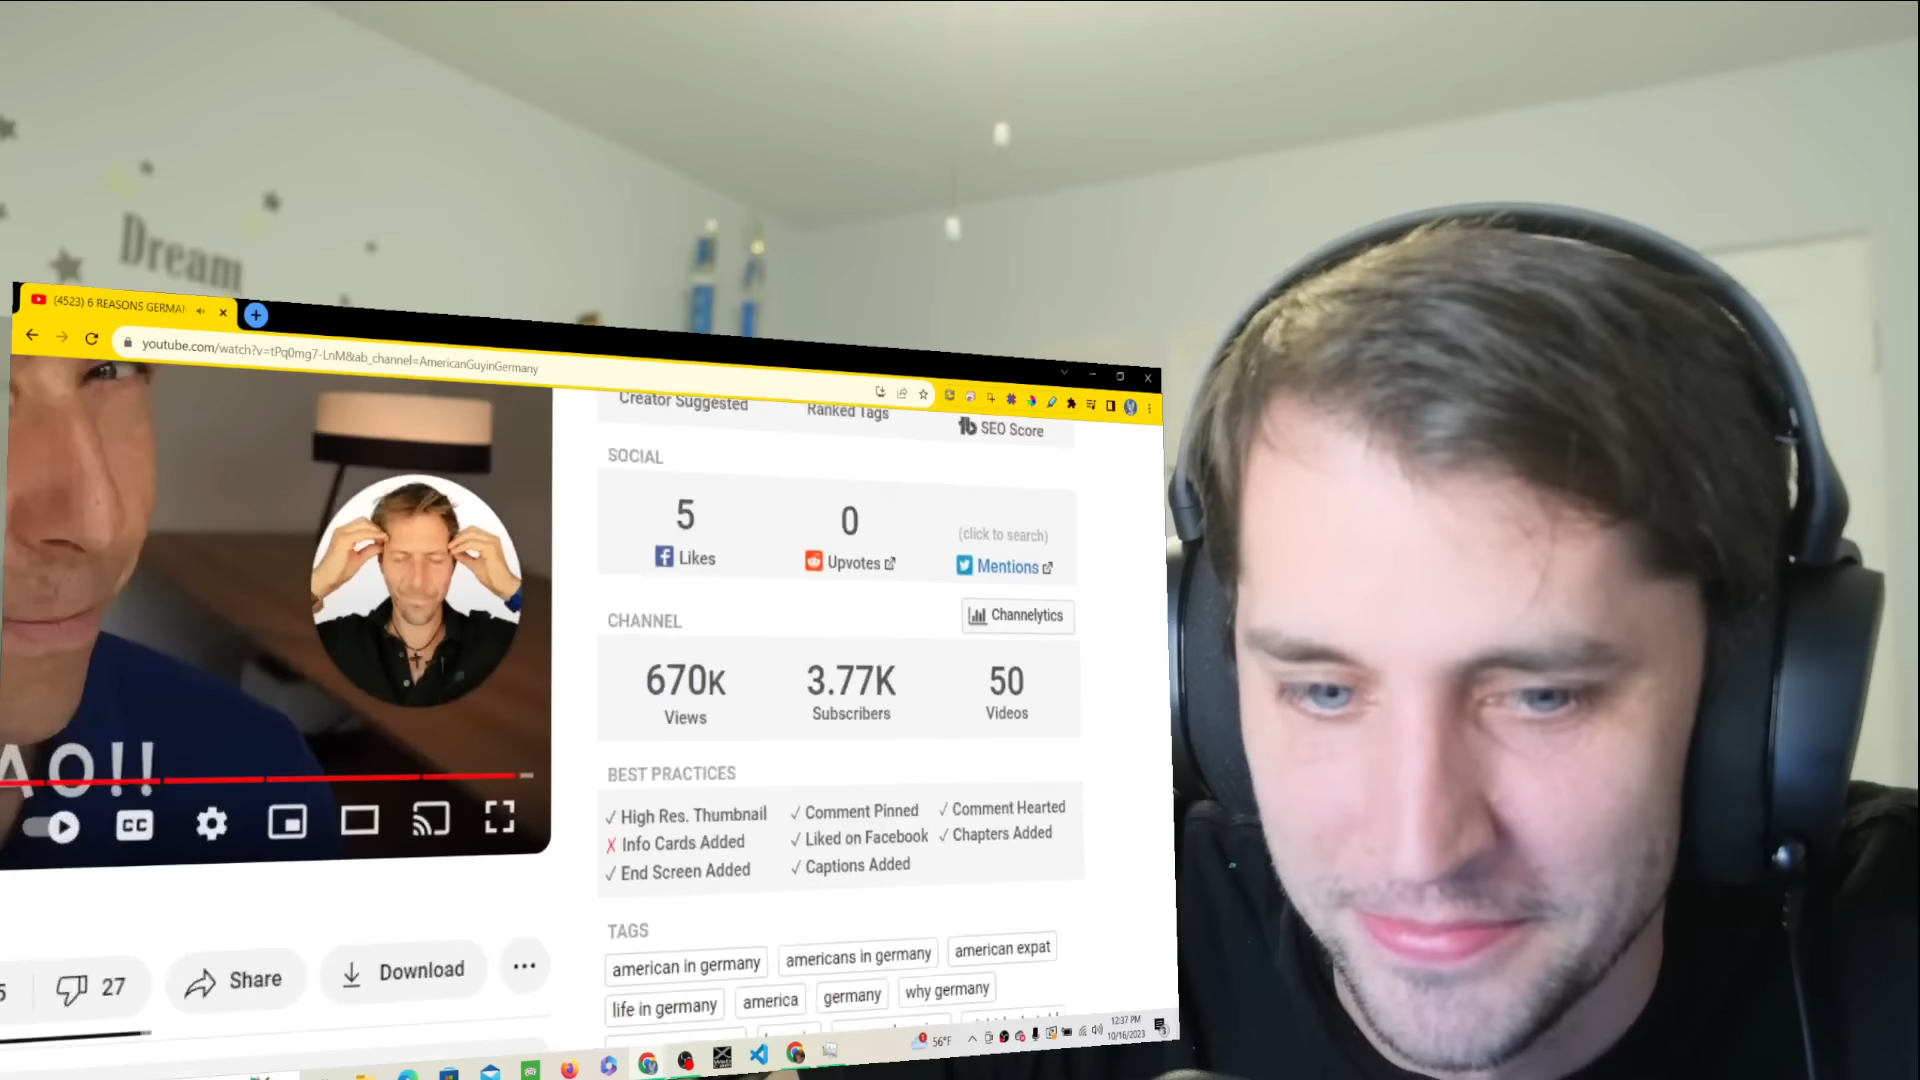 Dream
(4523) 6 REASONS GERMAN
youtube.com/watch?v=tPq0mg7-LnM&ab_channel=AmericanGuyinGermany
Creator Suggested
Ranked Tags
tb SEO Score
SOCIAL
5
0
(click to search)
f Likes
Upvotes
Mentions
CHANNEL
Channelytics
670K
3.77K
50
Views
Subscribers
Videos
BEST PRACTICES
✓ High Res. Thumbnail
✓ Comment Pinned
✓ Comment Hearted
X Info Cards Added
✓ Liked on Facebook
✓ Chapters Added
✓ End Screen Added
✓ Captions Added
TAGS
american in germany
americans in germany
american expat
life in germany
america
germany
why germany
AO!!
CC
5
27
Share
Download
56°F
12:37 PM
10/16/2023